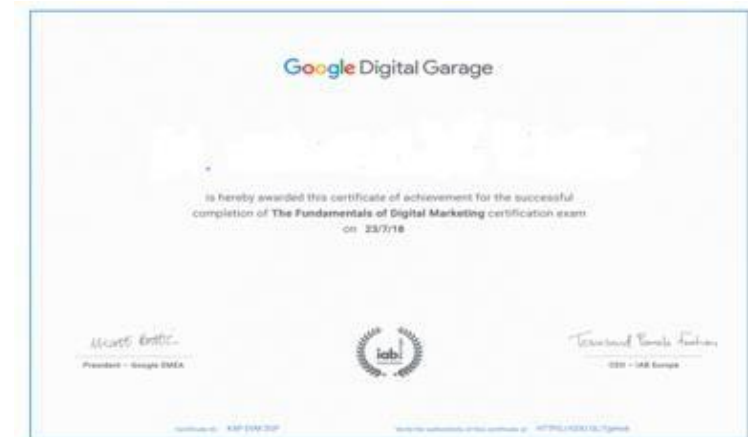 Google Digital Garage
is hereby awarded this certificate of achievement for the successful
completion of The Fundamentals of Digital Marketing certification exam
on 23/7/18
President – Google EMEA
iab:
CEO – IAB Europe